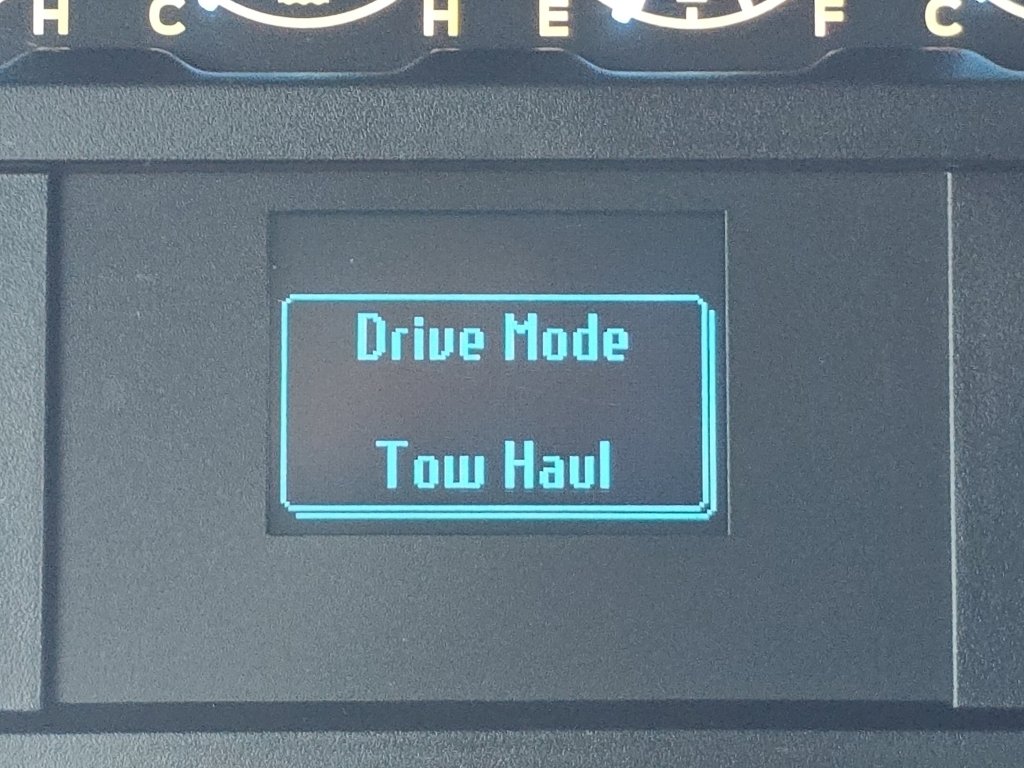 H C H E F C
Drive Mode
Tow Haul